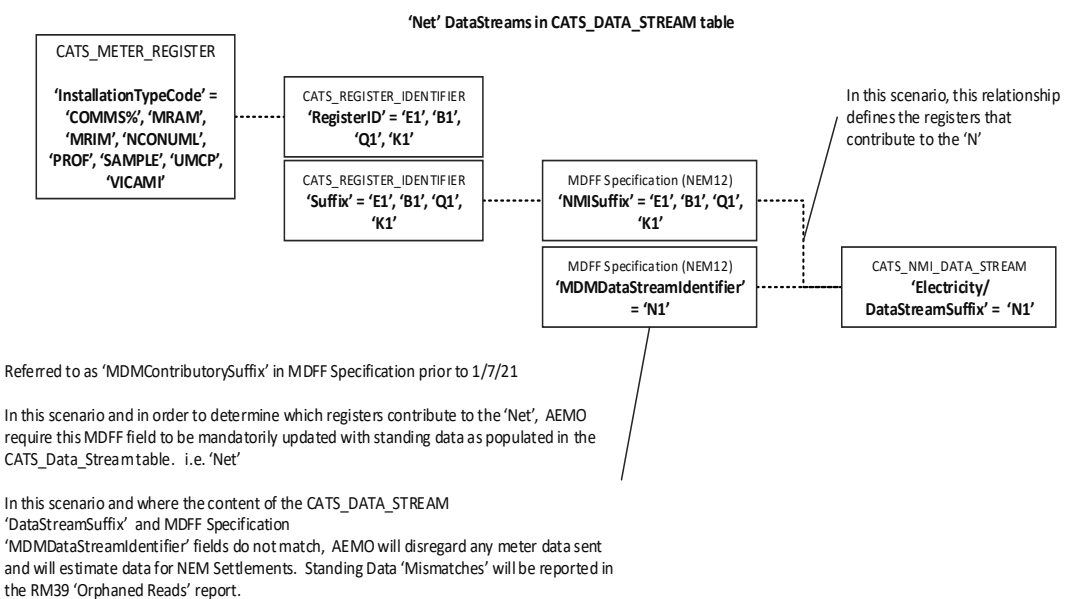 ‘Net’ DataStreams in CATS_DATA_STREAM table
CATS_METER_REGISTER
‘InstallationTypeCode’ =
‘COMMS%’, ‘MRAM’,
‘MRIM’, ‘NCONUML’,
‘PROF’, ‘SAMPLE’, ‘UMCP’,
‘VICAMI’
CATS_REGISTER_IDENTIFIER
‘RegisterID’ = ‘E1’, ‘B1’,
‘Q1’, ‘K1’
CATS_REGISTER_IDENTIFIER
‘Suffix’ = ‘E1’, ‘B1’, ‘Q1’,
‘K1’
MDFF Specification (NEM12)
‘NMISuffix’ = ‘E1’, ‘B1’, ‘Q1’,
‘K1’
MDFF Specification (NEM12)
‘MDMDataStreamIdentifier’
= ‘N1’
In this scenario, this relationship
defines the registers that
contribute to the ‘N’
CATS_NMI_DATA_STREAM
‘Electricity/
DataStreamSuffix’ = ‘N1’
Referred to as ‘MDMContributorySuffix’ in MDFF Specification prior to 1/7/21
In this scenario and in order to determine which registers contribute to the ‘Net’, AEMO
require this MDFF field to be mandatorily updated with standing data as populated in the
CATS_Data_Stream table. i.e. ‘Net’
In this scenario and where the content of the CATS_DATA_STREAM
‘DataStreamSuffix’ and MDFF Specification
‘MDMDataStreamIdentifier’ fields do not match, AEMO will disregard any meter data sent
and will estimate data for NEM Settlements. Standing Data ‘Mismatches’ will be reported in
the RM39 ‘Orphaned Reads’ report.